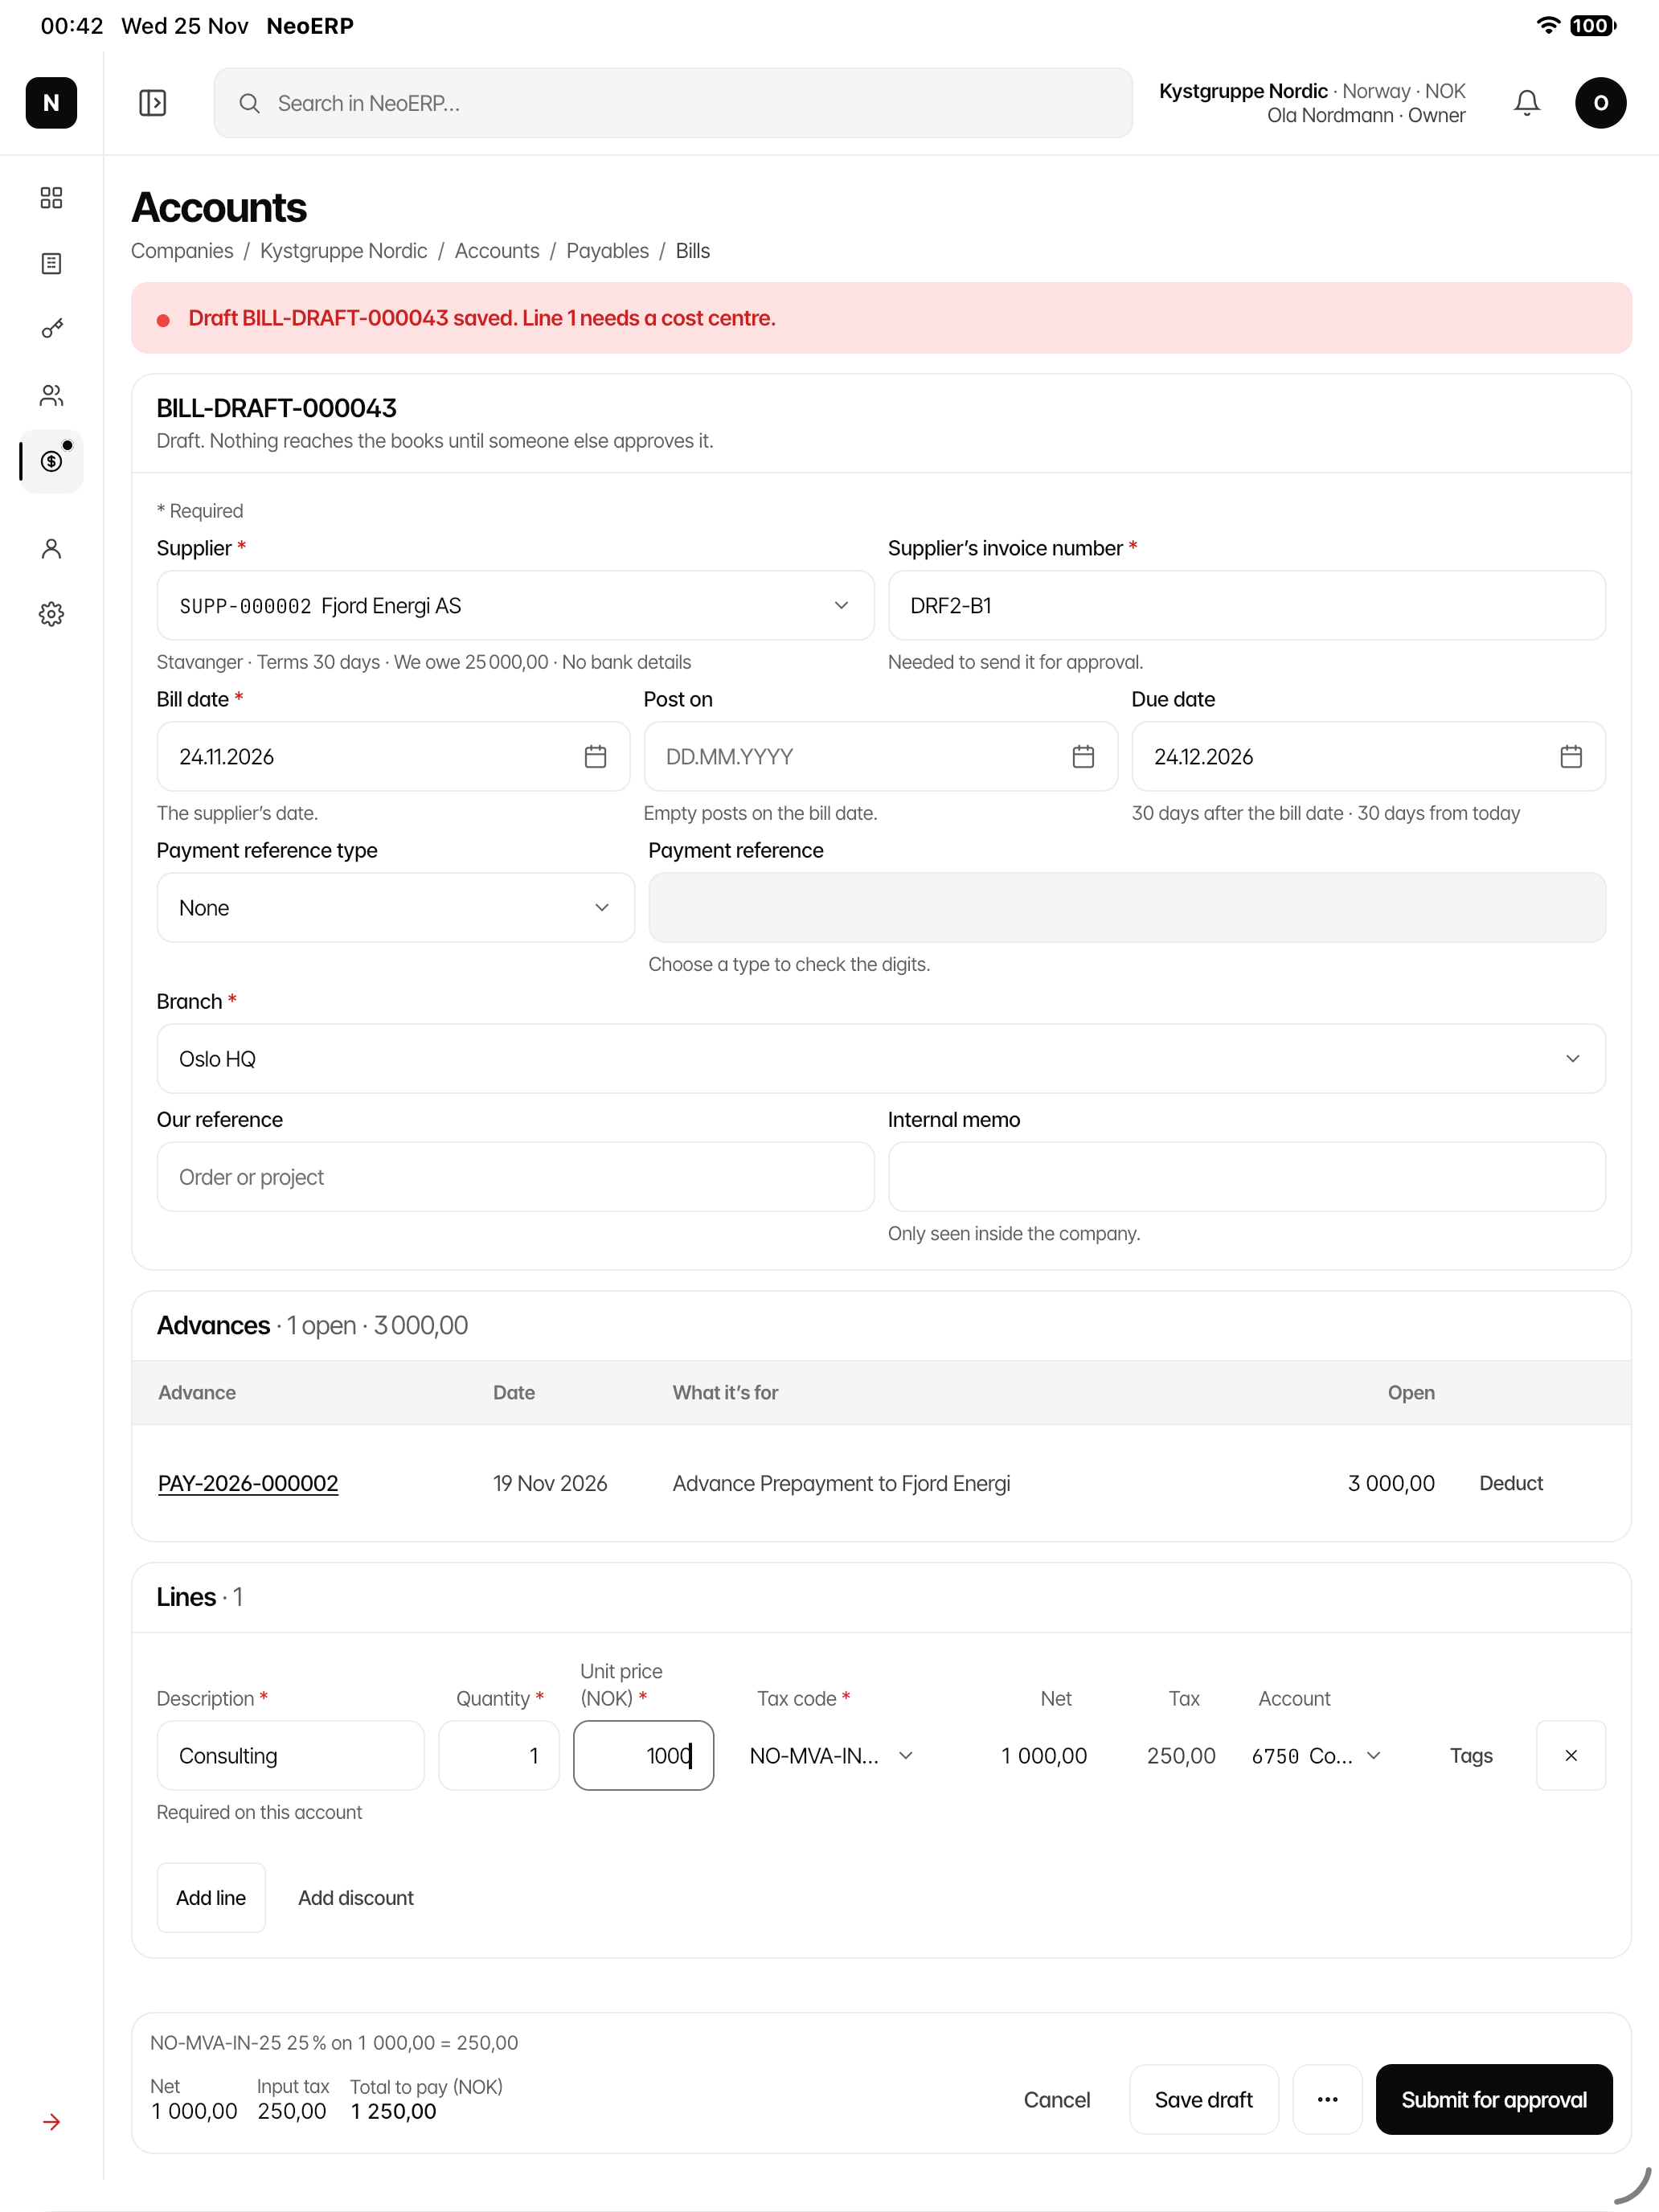 00:42 Wed 25 Nov NeoERP
100
N
Search in NeoERP...
Kystgruppe Nordic · Norway · NOK
Ola Nordmann · Owner
O
Accounts
Companies / Kystgruppe Nordic / Accounts / Payables / Bills
Draft BILL-DRAFT-000043 saved. Line 1 needs a cost centre.
BILL-DRAFT-000043
Draft. Nothing reaches the books until someone else approves it.
* Required
Supplier *
Supplier’s invoice number *
SUPP-000002 Fjord Energi AS
DRF2-B1
Stavanger · Terms 30 days · We owe 25 000,00 · No bank details
Needed to send it for approval.
Bill date *
Post on
Due date
24.11.2026
DD.MM.YYYY
24.12.2026
The supplier’s date.
Empty posts on the bill date.
30 days after the bill date · 30 days from today
Payment reference type
Payment reference
None
Choose a type to check the digits.
Branch *
Oslo HQ
Our reference
Internal memo
Order or project
Only seen inside the company.
Advances · 1 open · 3 000,00
Advance Date What it’s for Open
PAY-2026-000002 19 Nov 2026 Advance Prepayment to Fjord Energi 3 000,00 Deduct
Lines · 1
Description * Quantity * Unit price (NOK) * Tax code * Net Tax Account
Consulting 1 1000 NO-MVA-IN... 1 000,00 250,00 6750 Co... Tags ×
Required on this account
Add line Add discount
NO-MVA-IN-25 25 % on 1 000,00 = 250,00
Net Input tax Total to pay (NOK)
1 000,00 250,00 1 250,00
Cancel Save draft ... Submit for approval